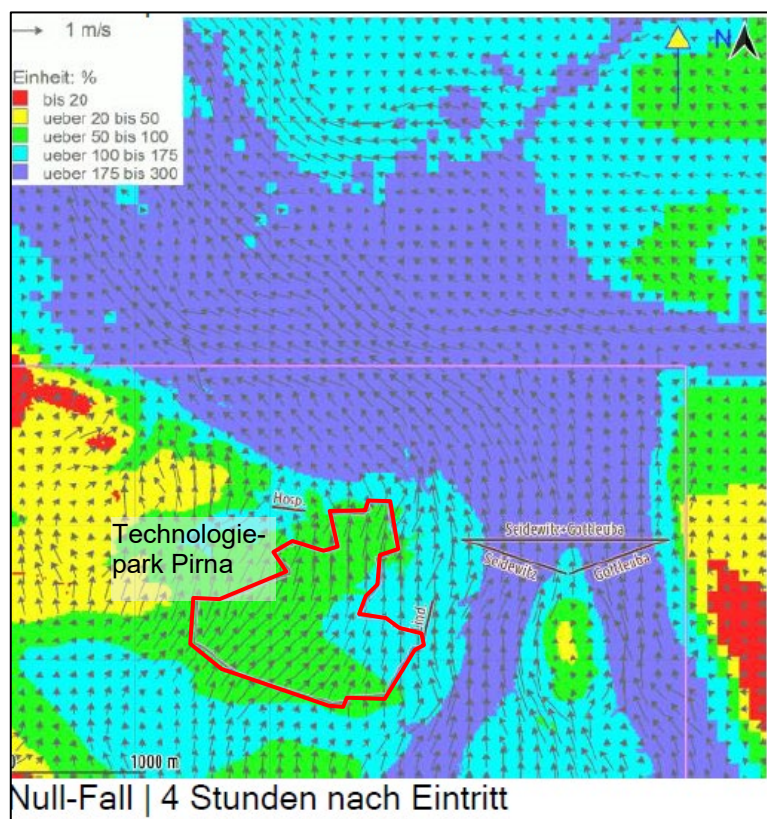 1 m/s
N
Einheit: %
bis 20
ueber 20 bis 50
ueber 50 bis 100
ueber 100 bis 175
ueber 175 bis 300
Hosp.
Technologie-
park Pirna
Seidewitz+Gottleuba
Seidewitz
Gottleuba
Lind
1000 m
Null-Fall | 4 Stunden nach Eintritt